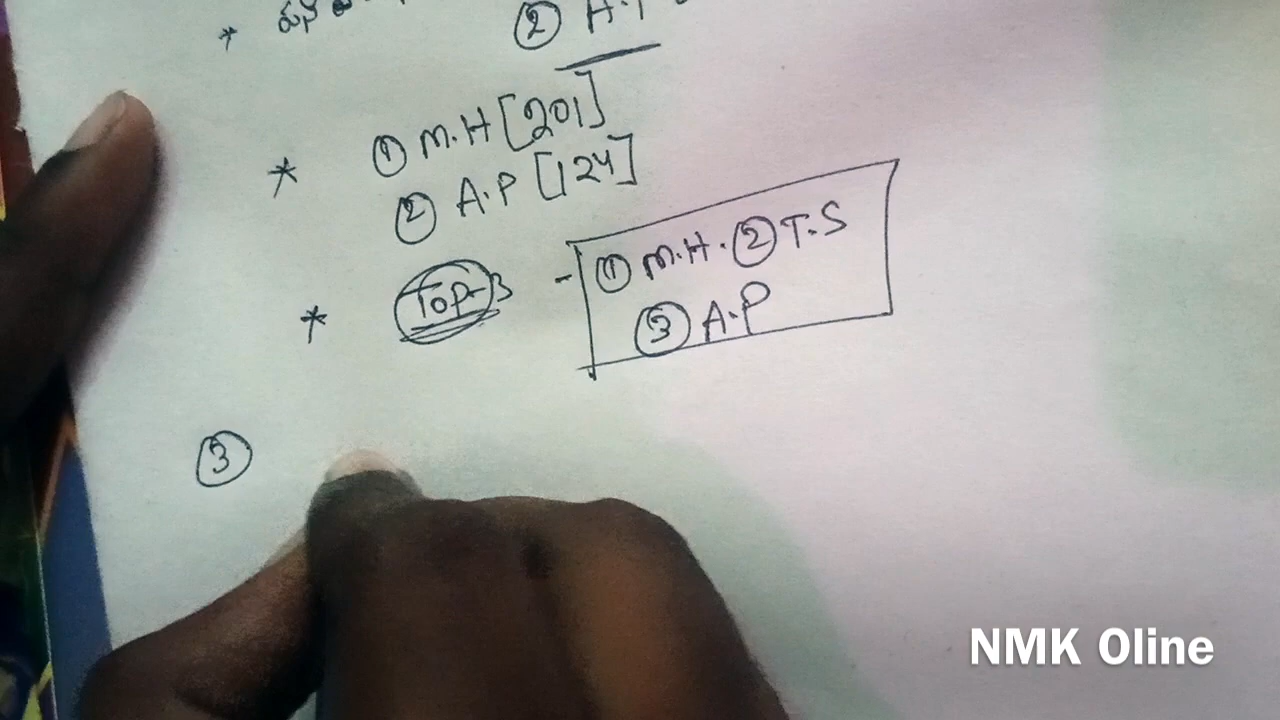 *
② A.P
* ① M.H [201]
② A.P [124]
* Top-3 - ① M.H. ② T.S
③ A.P
③
NMK Oline